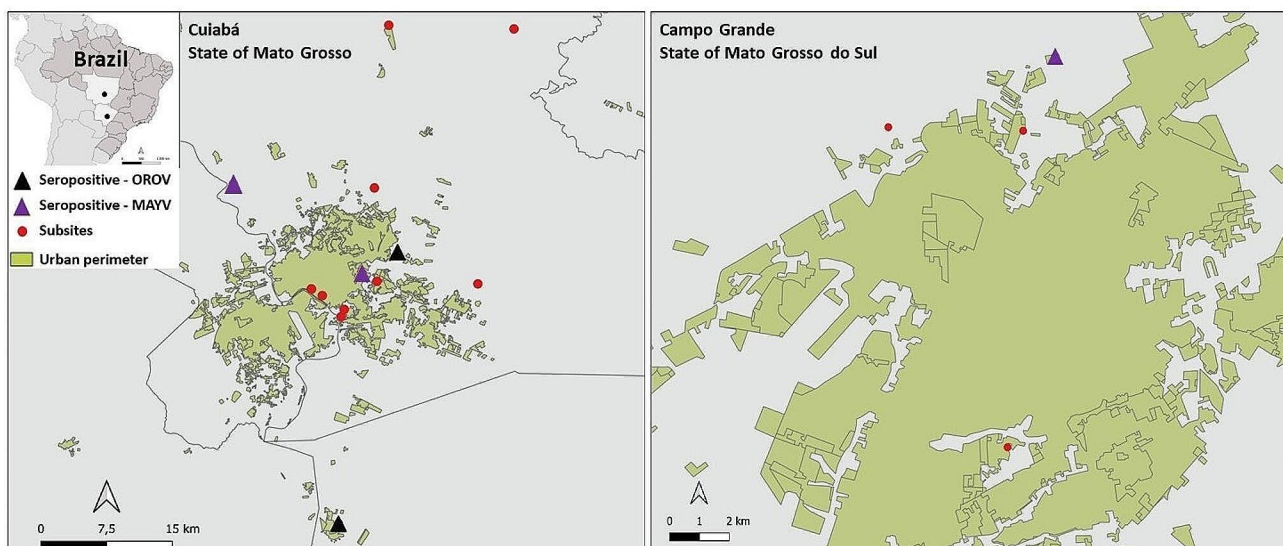 Brazil
Seropositive - OROV
Seropositive - MAYV
Subsites
Urban perimeter
Cuiabá
State of Mato Grosso
0 7,5 15 km
Campo Grande
State of Mato Grosso do Sul
0 1 2 km